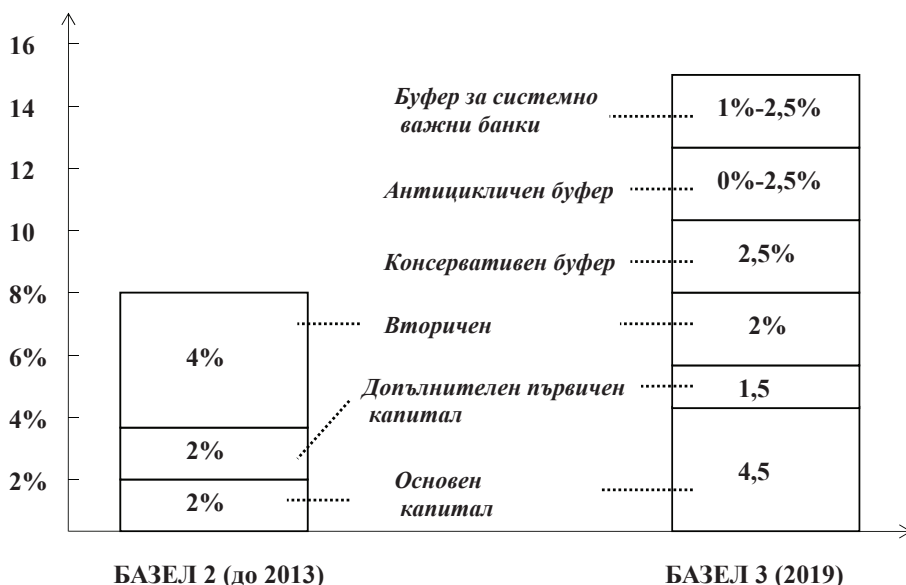 16
14
12
10
8%
6%
4%
2%
4%
2%
2%
Буфер за системно
важни банки
Антицикличен буфер
Консервативен буфер
Вторичен
Допълнителен първичен
капитал
Основен
капитал
1%-2,5%
0%-2,5%
2,5%
2%
1,5
4,5
БАЗЕЛ 2 (до 2013)
БАЗЕЛ 3 (2019)